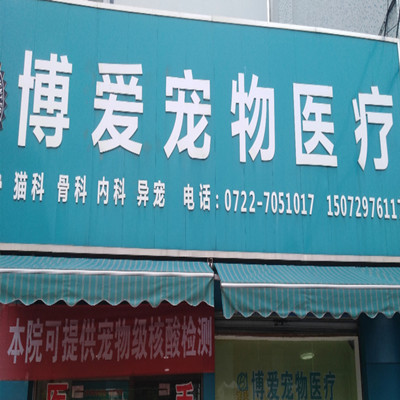 博爱宠物医疗
猫科 骨科 内科 异宠 电话:0722-7051017 15072976117
本院可提供宠物级核酸检测
博爱宠物医疗